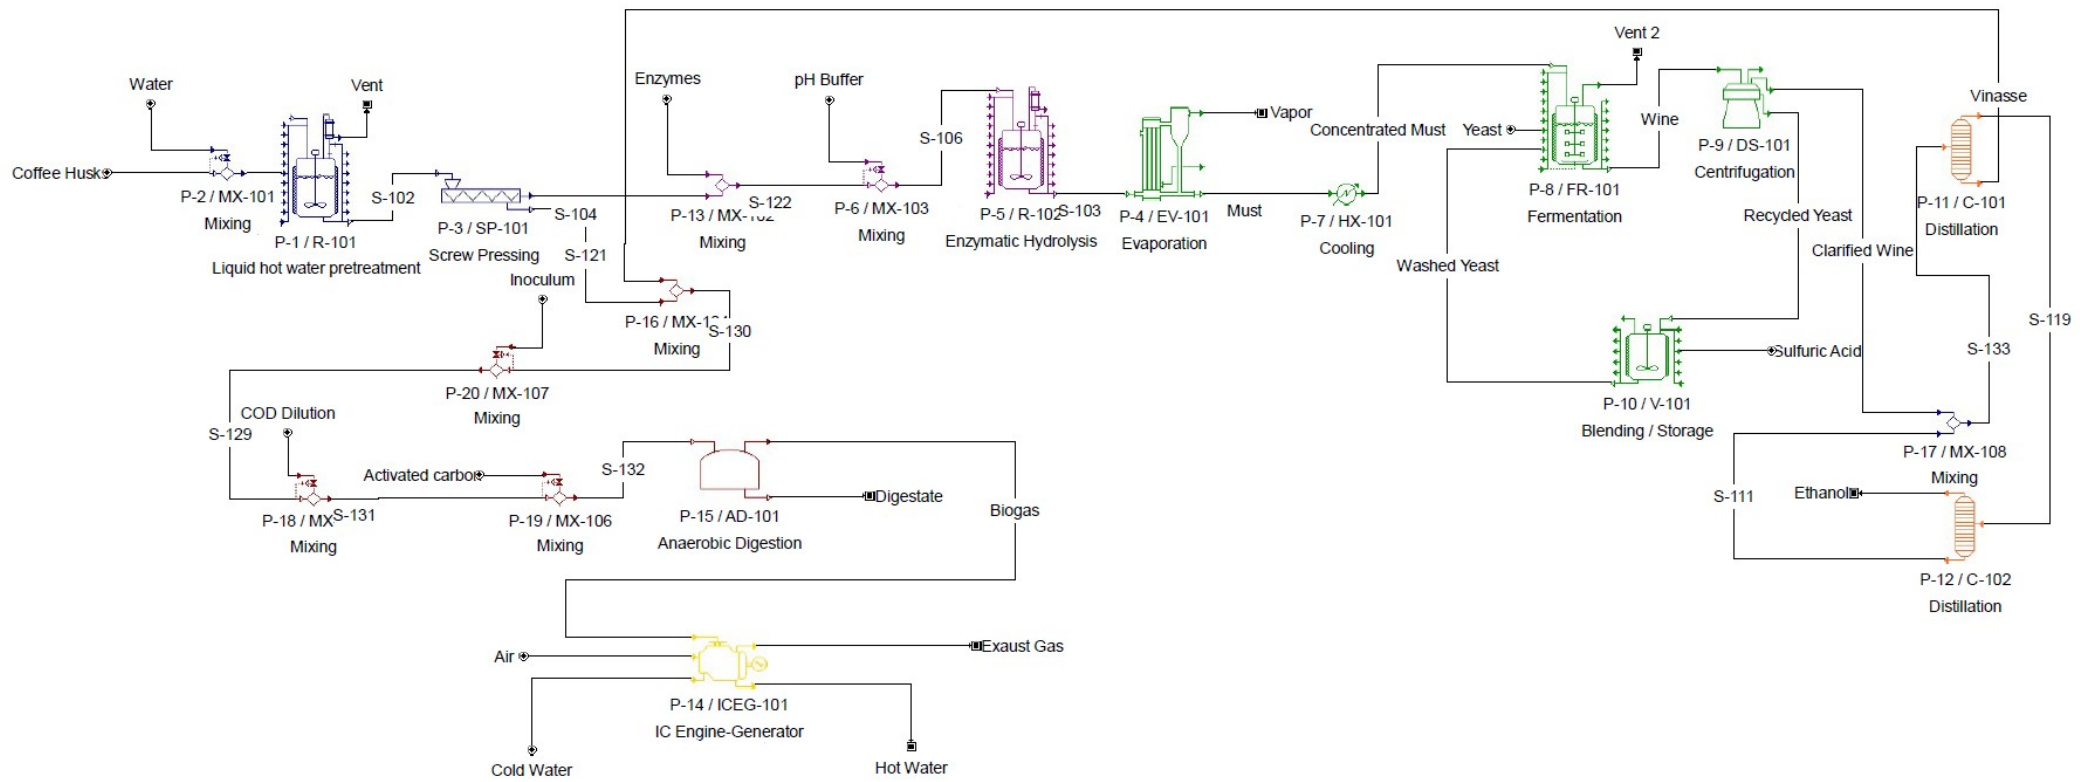 Water
Vent
Coffee Husk
P-2 / MX-101
Mixing
P-1 / R-101
Liquid hot water pretreatment
S-102
P-3 / SP-101
Screw Pressing
S-104
S-121
Enzymes
P-13 / MX-102
Mixing
S-122
pH Buffer
P-6 / MX-103
Mixing
S-106
P-5 / R-102
Enzymatic Hydrolysis
S-103
P-4 / EV-101
Evaporation
Vapor
Must
P-7 / HX-101
Cooling
Concentrated Must
Yeast
Vent 2
P-8 / FR-101
Fermentation
Wine
P-9 / DS-101
Centrifugation
Recycled Yeast
Clarified Wine
Washed Yeast
Sulfuric Acid
P-10 / V-101
Blending / Storage
Vinasse
P-11 / C-101
Distillation
S-119
S-133
P-17 / MX-108
Mixing
S-111
Ethanol
P-12 / C-102
Distillation
Inoculum
P-16 /
Mixing
S-130
P-20 / MX-107
Mixing
S-129
COD Dilution
P-18 / MX
Mixing
S-131
Activated carbon
P-19 / MX-106
Mixing
S-132
P-15 / AD-101
Anaerobic Digestion
Digestate
Biogas
Air
Cold Water
P-14 / ICEG-101
IC Engine-Generator
Exaust Gas
Hot Water